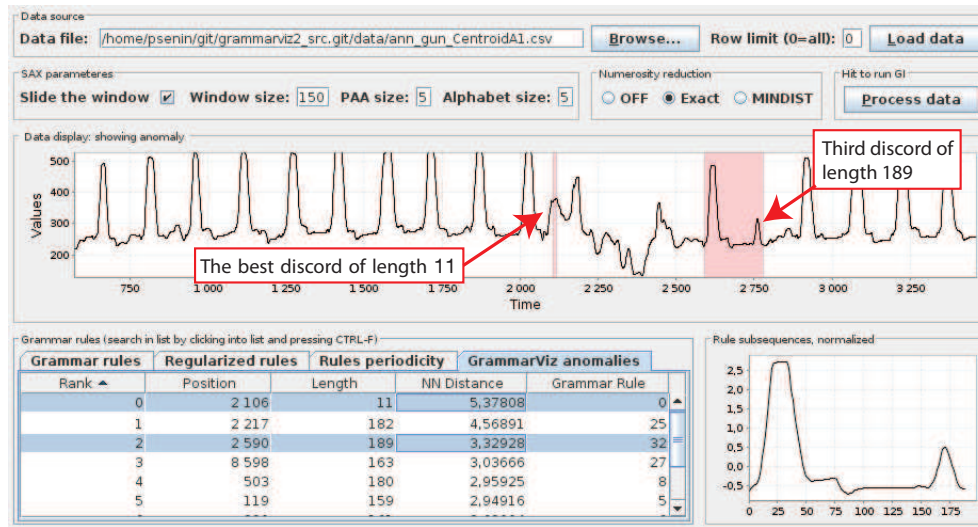 Data source
Data file: /home/psenin/git/grammarviz2_src.git/data/ann_gun_CentroidA1.csv Browse... Row limit (0=all): 0 Load data
SAX parameteres Numerosity reduction Hit to run GI
Slide the window Window size: 150 PAA size: 5 Alphabet size: 5 OFF Exact MINDIST Process data
Data display: showing anomaly
Third discord of
length 189
The best discord of length 11
Values
500
400
300
200
750 1 000 1 250 1 500 1 750 2 000 2 250 2 500 2 750 3 000 3 250
Time
Grammar rules (search in list by clicking into list and pressing CTRL-F)
Grammar rules Regularized rules Rules periodicity GrammarViz anomalies
Rank Position Length NN Distance Grammar Rule
0 2 106 11 5,37808 0
1 2 217 182 4,56891 25
2 2 590 189 3,32928 32
3 8 598 163 3,03666 27
4 503 180 2,95925 8
5 119 159 2,94916 5
Rule subsequences, normalized
2,5
2,0
1,5
1,0
0,5
0,0
-0,5
0 25 50 75 100 125 150 175